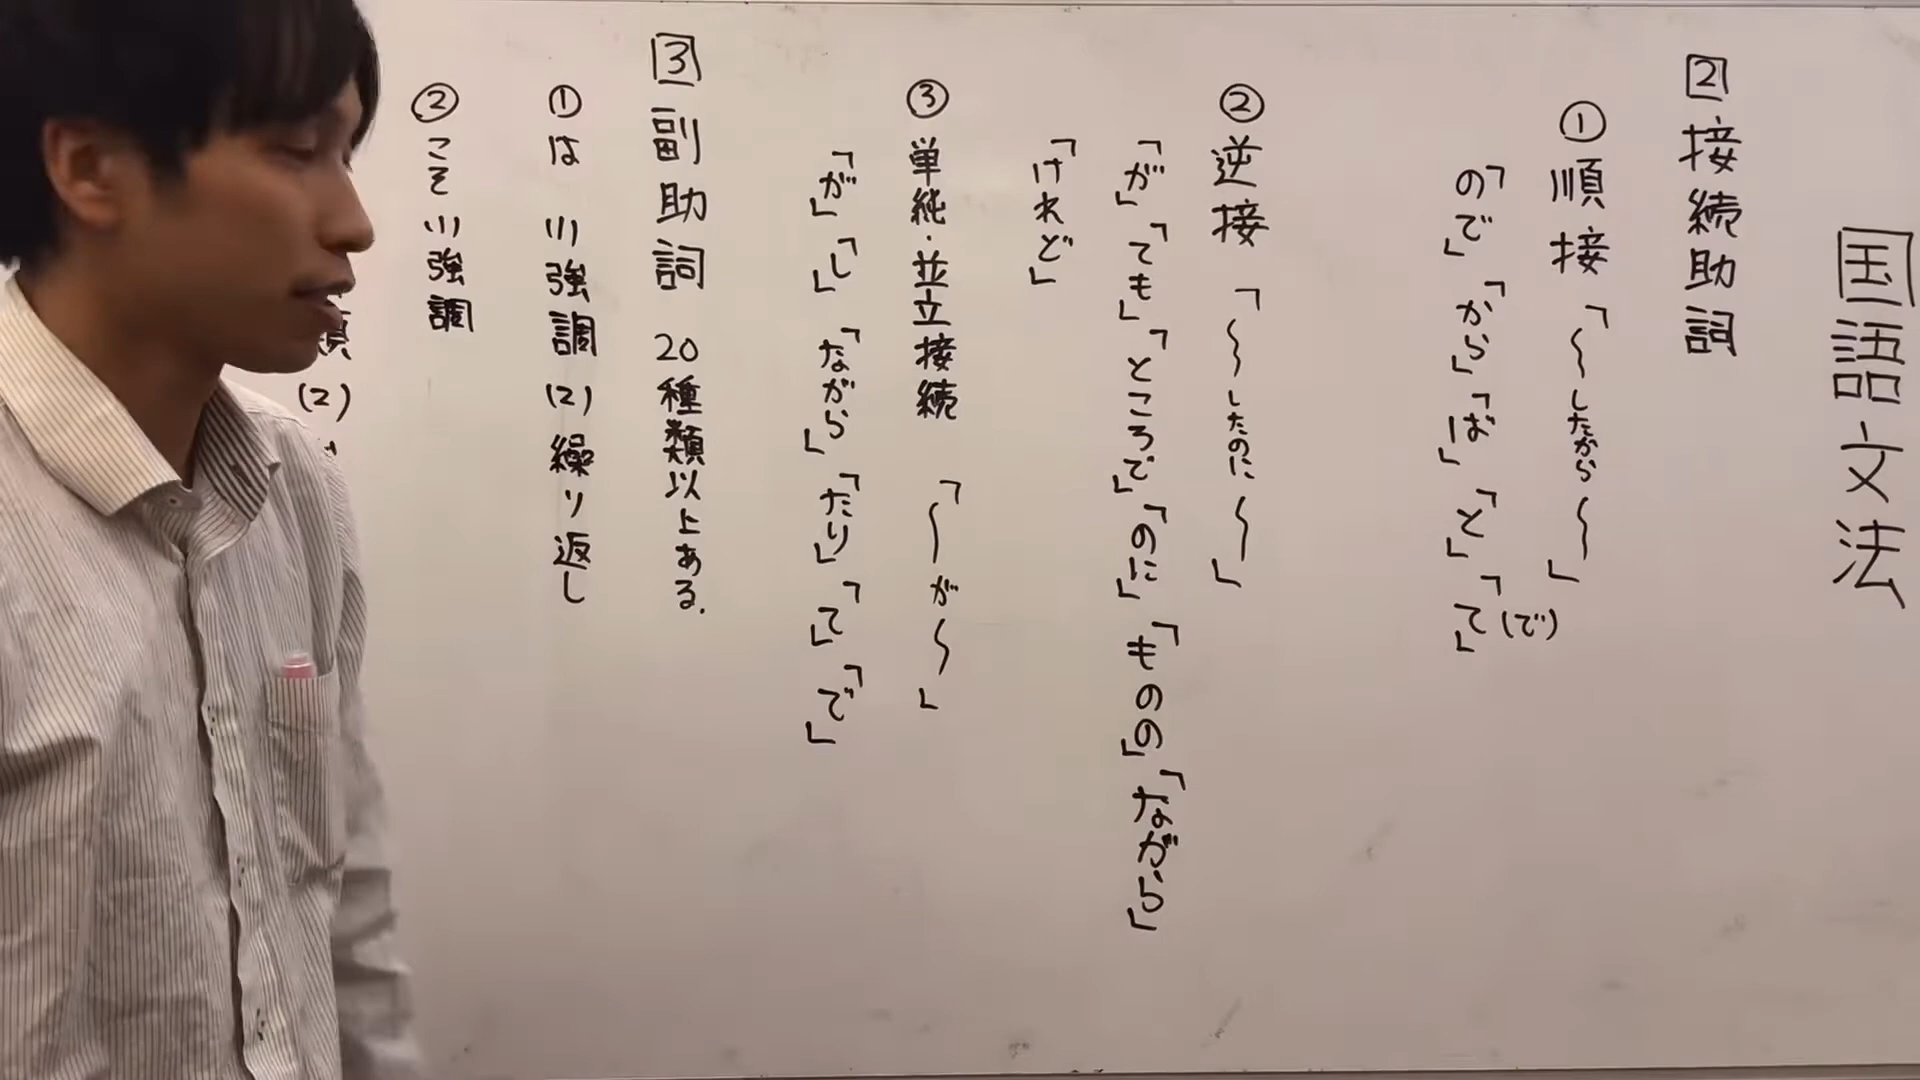 国語文法
[2]接続助詞
①順接「〜したから〜」
「ので」「から」「ば」「と」「て」(で)
②逆接「〜したのに〜」
「が」「ても」「ところで」「のに」「ものの」「ながら」
「けれど」
③単純・並立接続「〜が〜」
「が」「し」「ながら」「たり」「て」「で」
[3]副助詞 20種類以上ある.
①は (1)強調(2)繰り返し
②こそ (1)強調
(2)